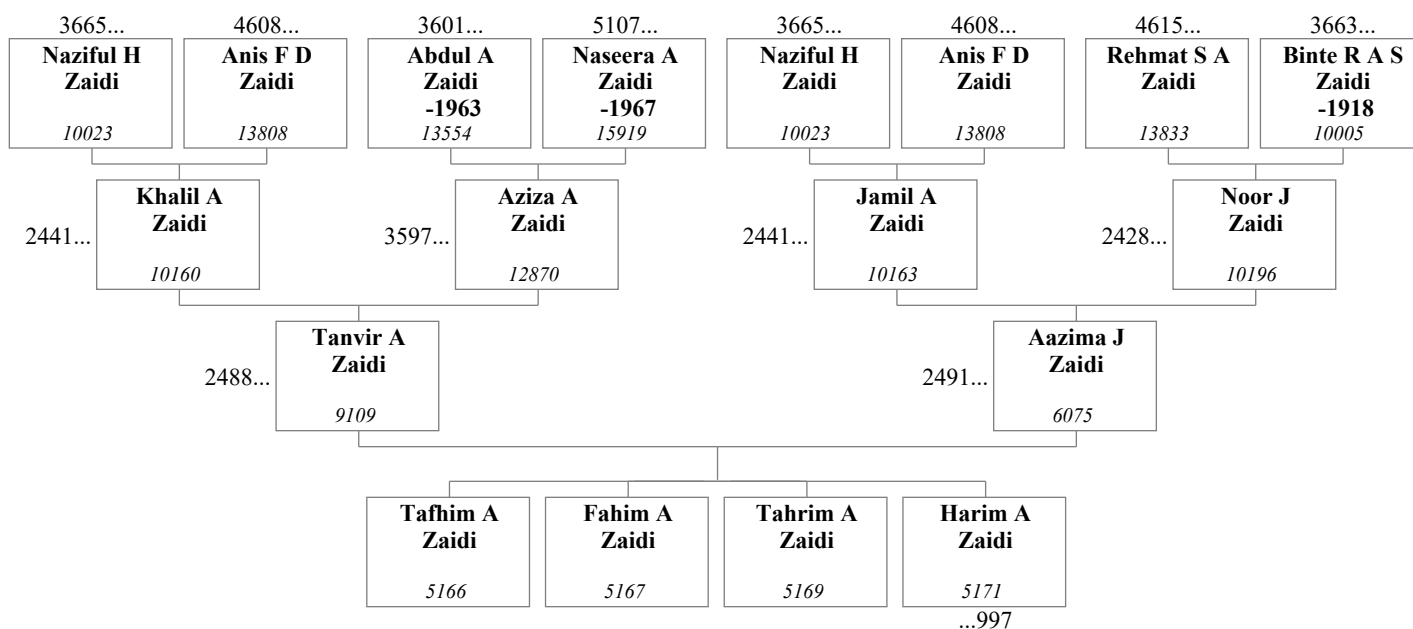 3665... 4608... 3601... 5107... 3665... 4608... 4615... 3663...
Naziful H Anis F D Abdul A Naseera A Naziful H Anis F D Rehmat S A Binte R A S
Zaidi Zaidi Zaidi Zaidi Zaidi Zaidi Zaidi Zaidi
-1963 -1967 -1918
10023 13808 13554 15919 10023 13808 13833 10005
Khalil A Aziza A Jamil A Noor J
Zaidi Zaidi Zaidi Zaidi
2441... 3597... 2441... 2428...
10160 12870 10163 10196
Tanvir A Aazima J
Zaidi Zaidi
2488... 2491...
9109 6075
Tafhim A Fahim A Tahrim A Harim A
Zaidi Zaidi Zaidi Zaidi
5166 5167 5169 5171
...997